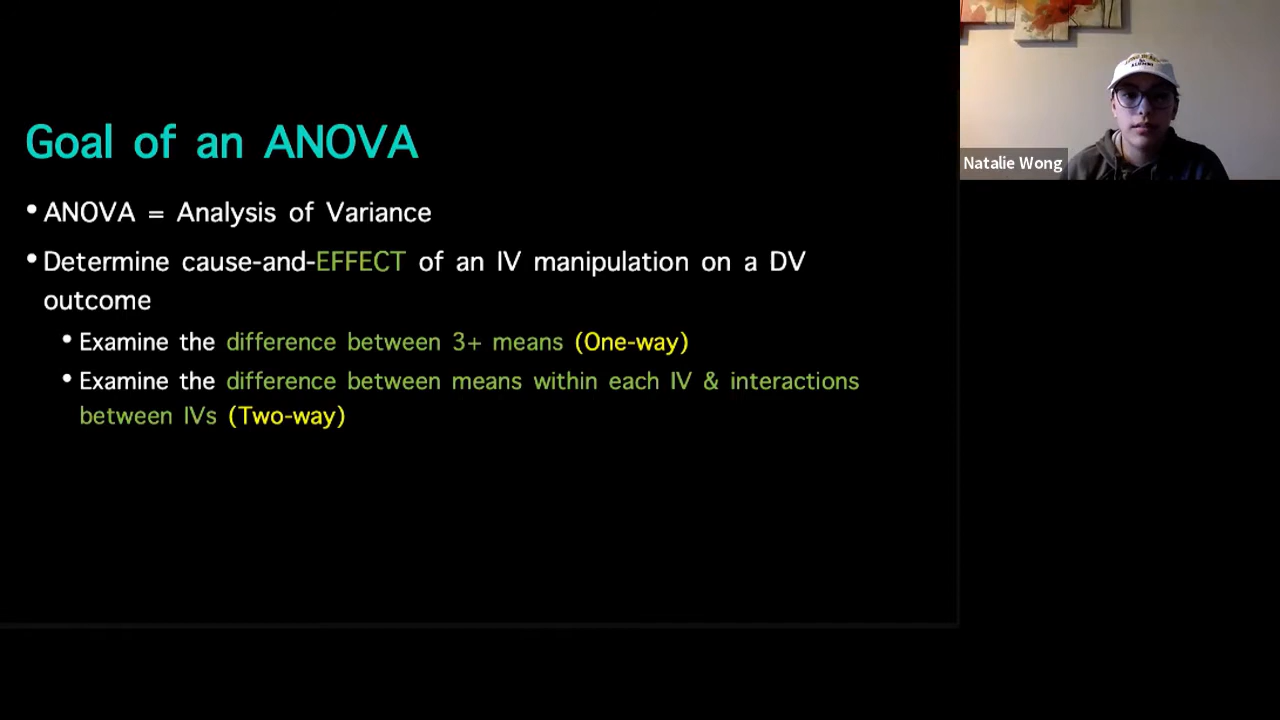 Goal of an ANOVA
• ANOVA = Analysis of Variance
• Determine cause-and-EFFECT of an IV manipulation on a DV
outcome
• Examine the difference between 3+ means (One-way)
• Examine the difference between means within each IV & interactions
between IVs (Two-way)
Natalie Wong
ALUMNI